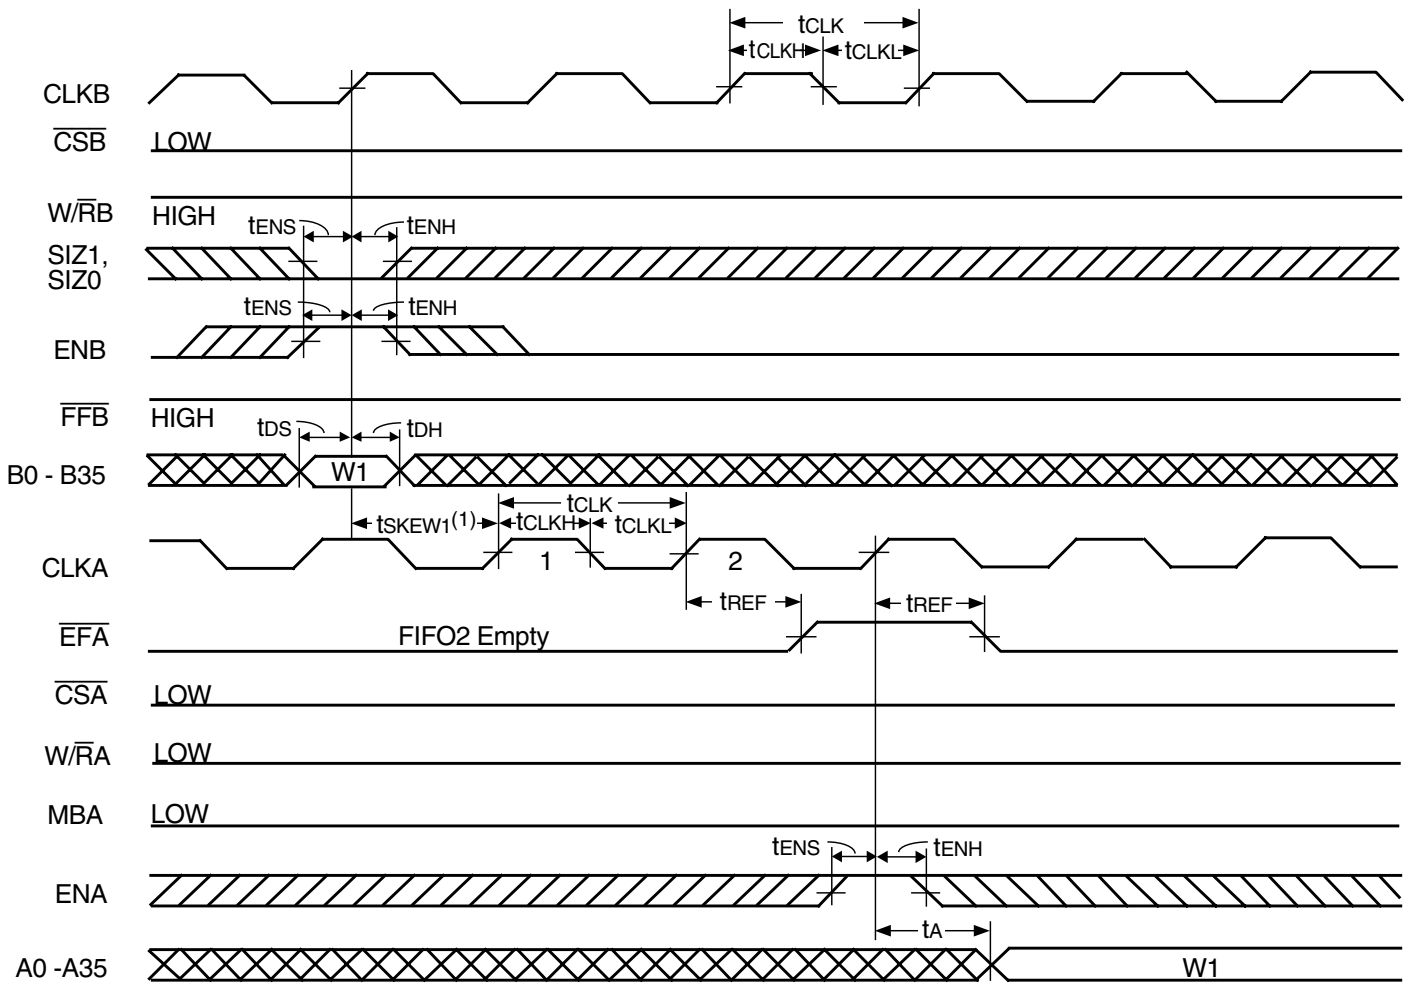 tCLK
tCLKH tCLKL
CLKB
CSB LOW
W/RB HIGH
tENS tENH
SIZ1,
SIZ0
tENS tENH
ENB
FFB HIGH
tDS tDH
B0 - B35 W1
tCLK
tSKEW1(1) tCLKH tCLKL
CLKA 1 2
tREF tREF
EFA FIFO2 Empty
CSA LOW
W/RA LOW
MBA LOW
tENS tENH
ENA
tA
A0 -A35 W1